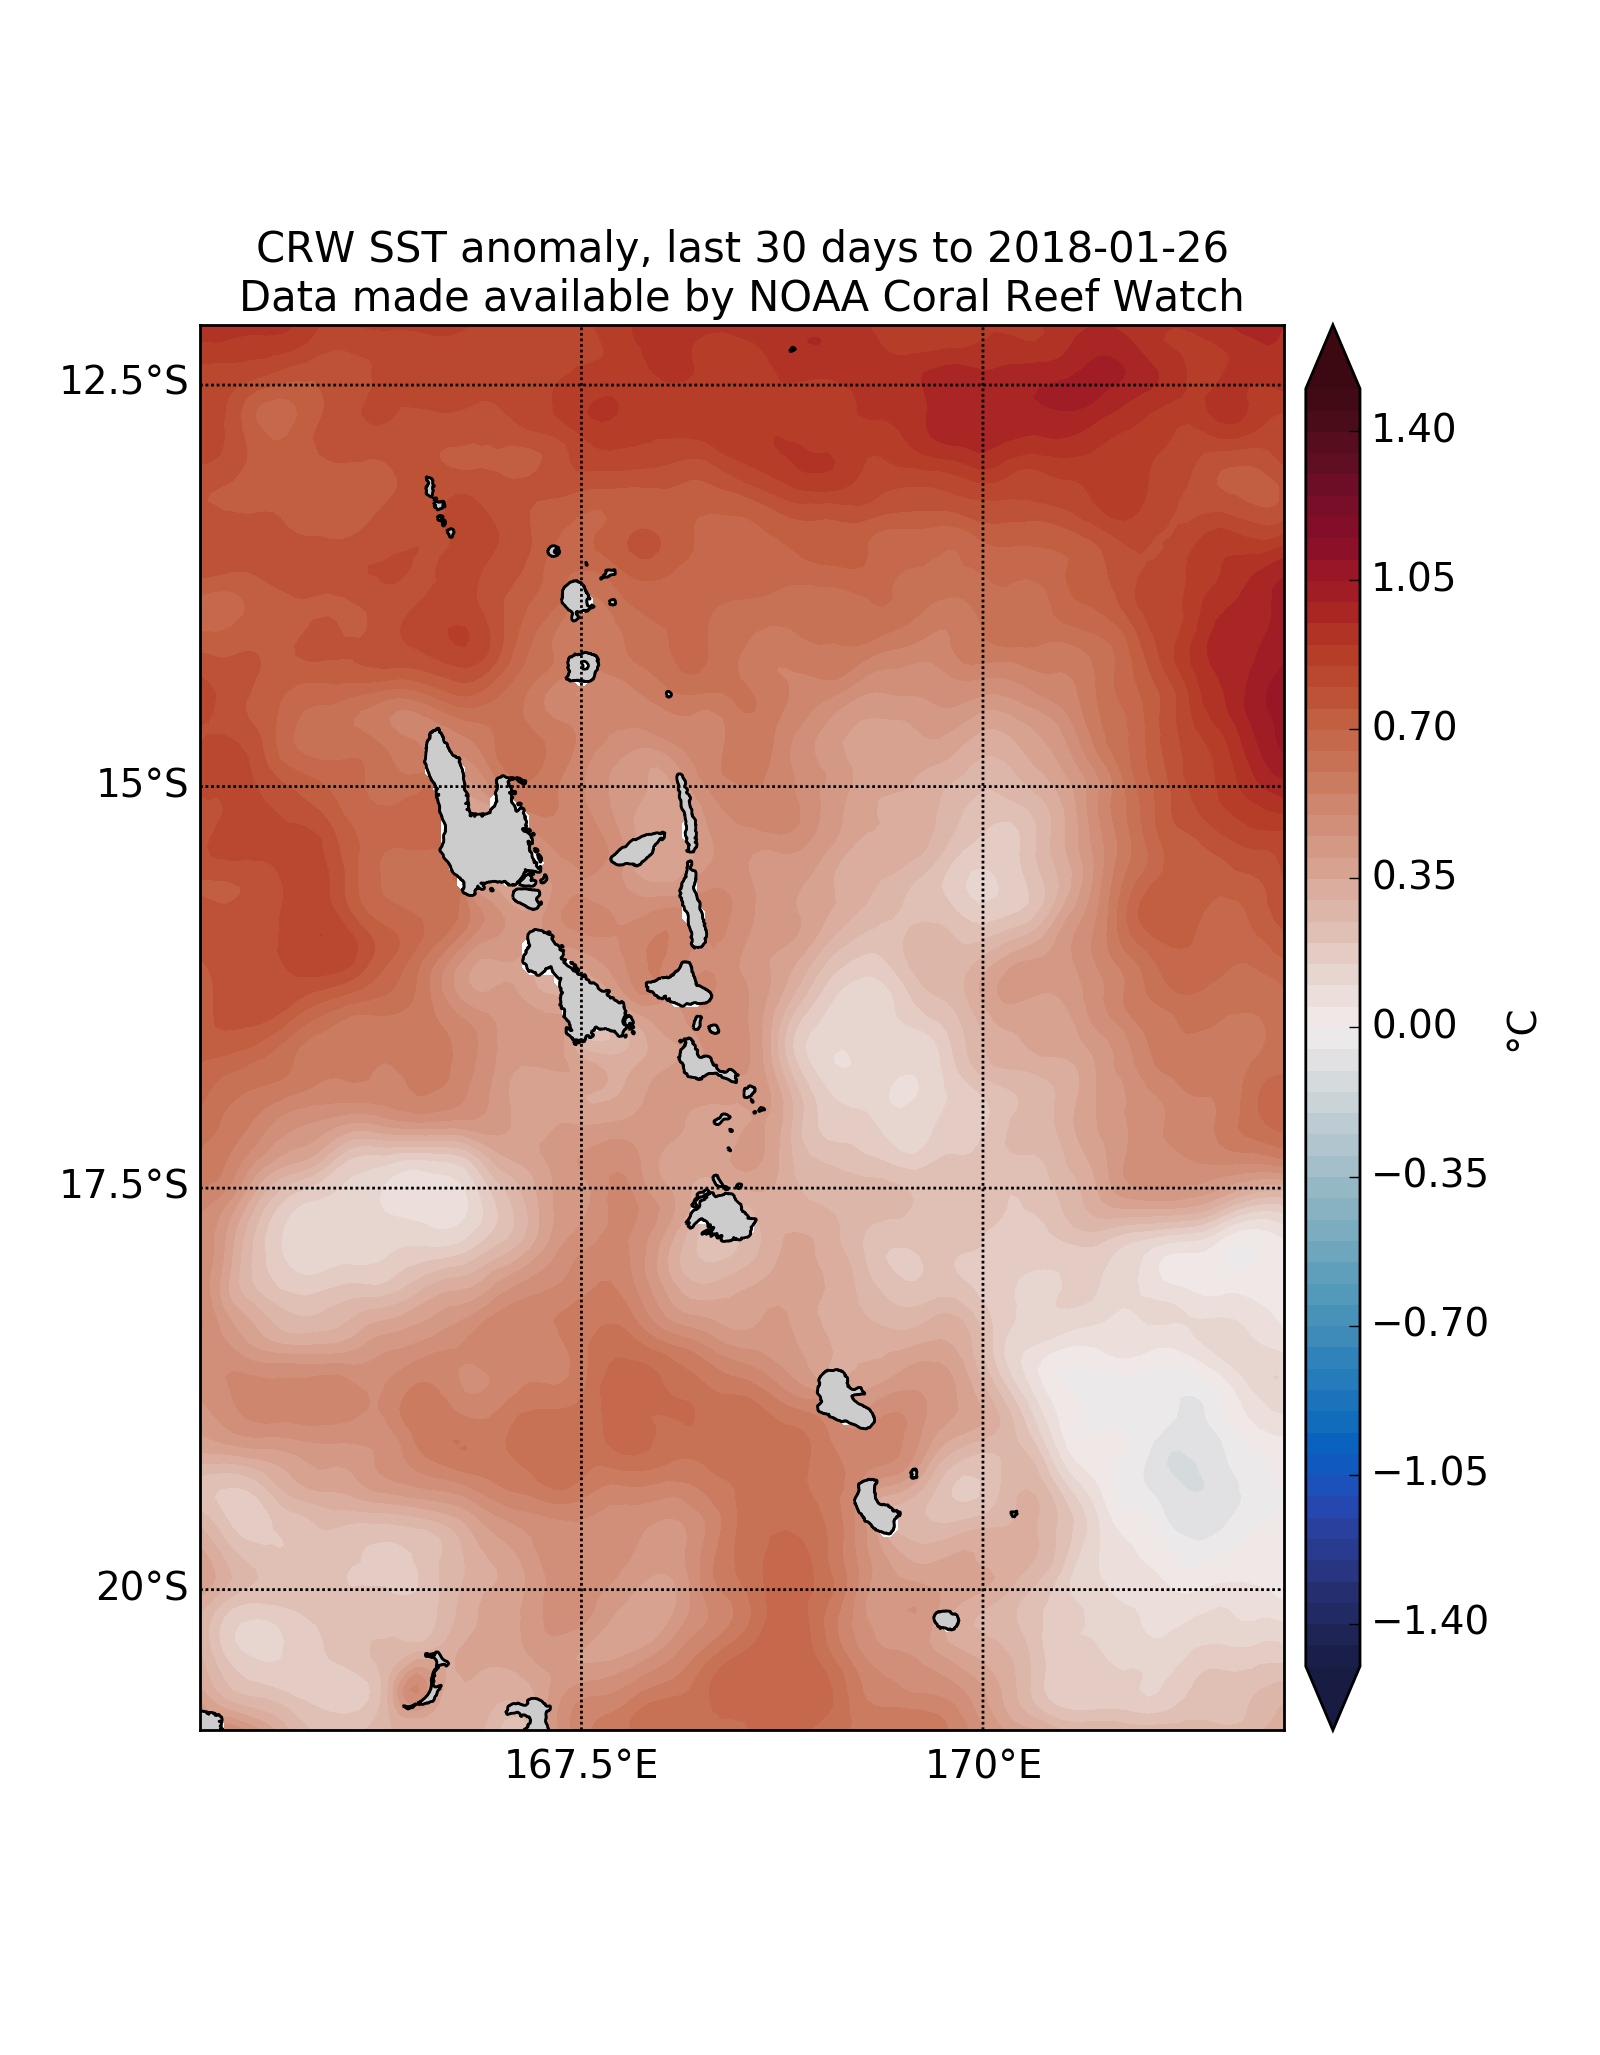 CRW SST anomaly, last 30 days to 2018-01-26
Data made available by NOAA Coral Reef Watch
12.5°S
15°S
17.5°S
20°S
167.5°E
170°E
1.40
1.05
0.70
0.35
0.00
−0.35
−0.70
−1.05
−1.40
°C